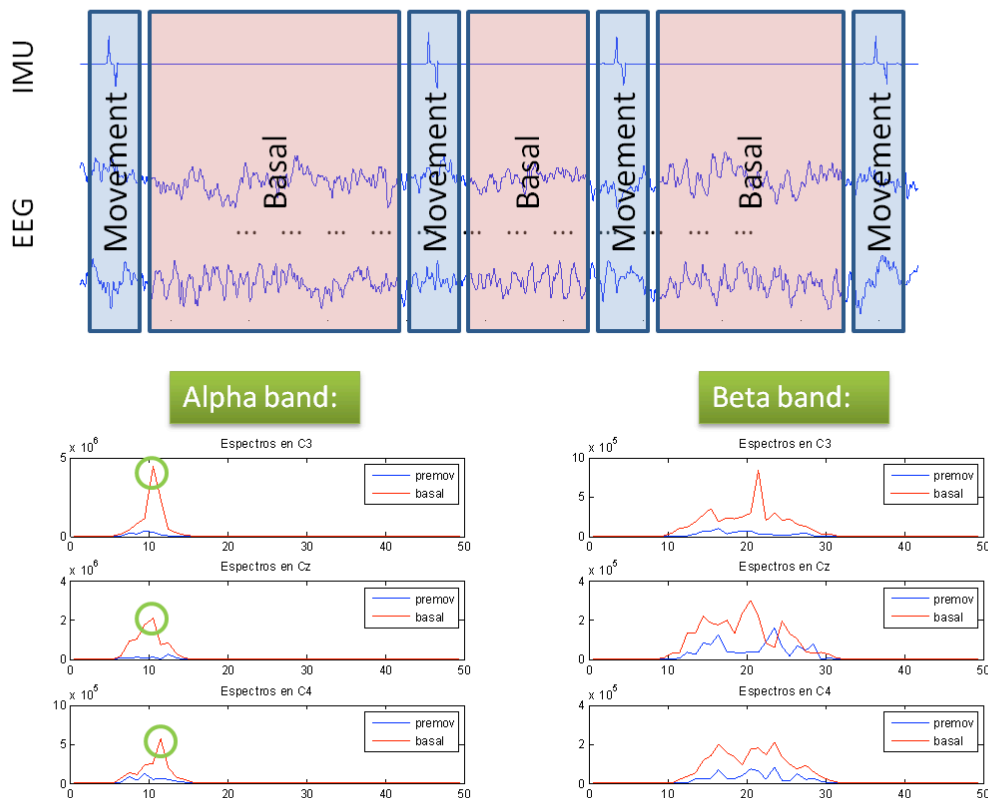 IMU
EEG
Movement
Basal
Movement
Basal
Movement
Basal
Movement
... ... ... ... ... ... ... ... ... ... ... ...
Alpha band:
Beta band:
Espectros en C3
x 10^6
5
0
0 10 20 30 40 50
premov
basal
Espectros en C3
x 10^5
10
5
0
0 10 20 30 40 50
premov
basal
Espectros en Cz
x 10^6
4
2
0
0 10 20 30 40 50
premov
basal
Espectros en Cz
x 10^5
4
2
0
0 10 20 30 40 50
premov
basal
Espectros en C4
x 10^5
10
5
0
0 10 20 30 40 50
premov
basal
Espectros en C4
x 10^5
4
2
0
0 10 20 30 40 50
premov
basal